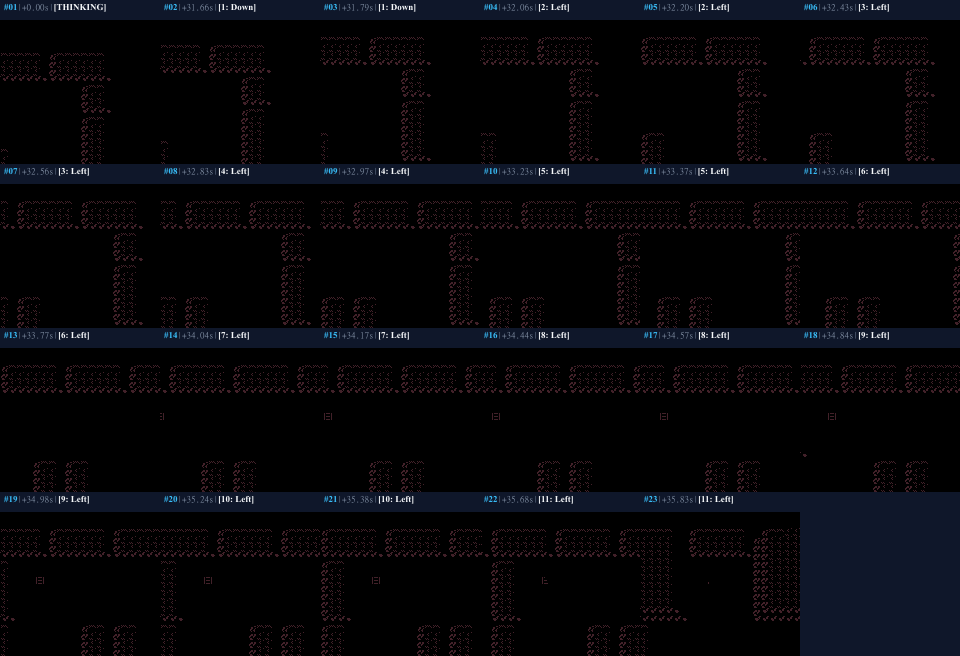 #01|+0.00s|[THINKING] #02|+31.66s|[1: Down] #03|+31.79s|[1: Down] #04|+32.06s|[2: Left] #05|+32.20s|[2: Left] #06|+32.43s|[3: Left]
#07|+32.56s|[3: Left] #08|+32.83s|[4: Left] #09|+32.97s|[4: Left] #10|+33.23s|[5: Left] #11|+33.37s|[5: Left] #12|+33.64s|[6: Left]
#13|+33.77s|[6: Left] #14|+34.04s|[7: Left] #15|+34.17s|[7: Left] #16|+34.44s|[8: Left] #17|+34.57s|[8: Left] #18|+34.84s|[9: Left]
#19|+34.98s|[9: Left] #20|+35.24s|[10: Left] #21|+35.38s|[10: Left] #22|+35.68s|[11: Left] #23|+35.83s|[11: Left]